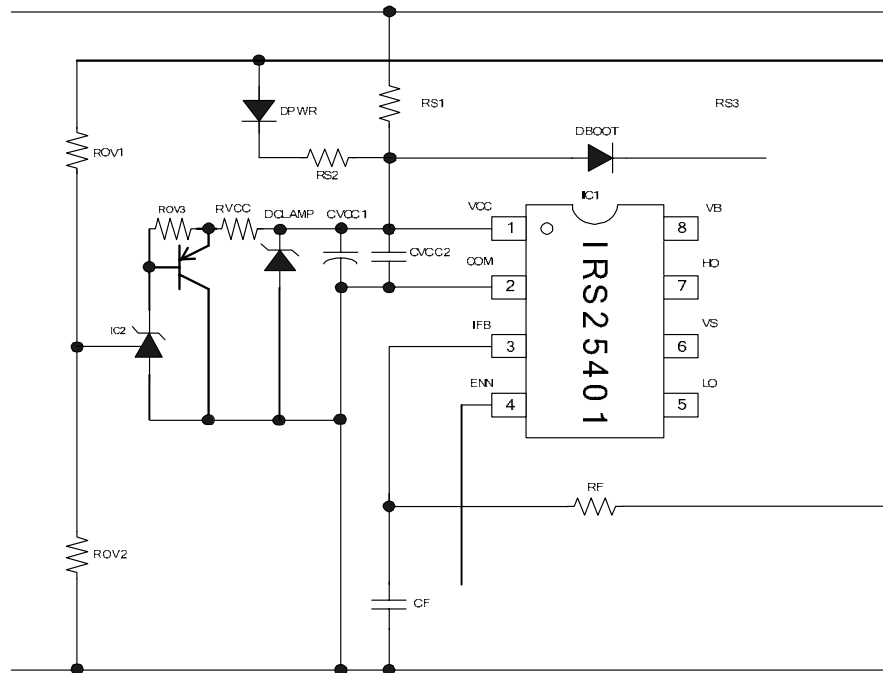 RS1
RS3
DPWR
DBOOT
ROV1
RS2
ROV3
RVCC
DCLAMP
CVCC1
VCC
IC1
VB
1
8
CVCC2
COM
HO
2
7
IRS25401
IC2
IFB
VS
3
6
ENN
LO
4
5
RF
ROV2
CF